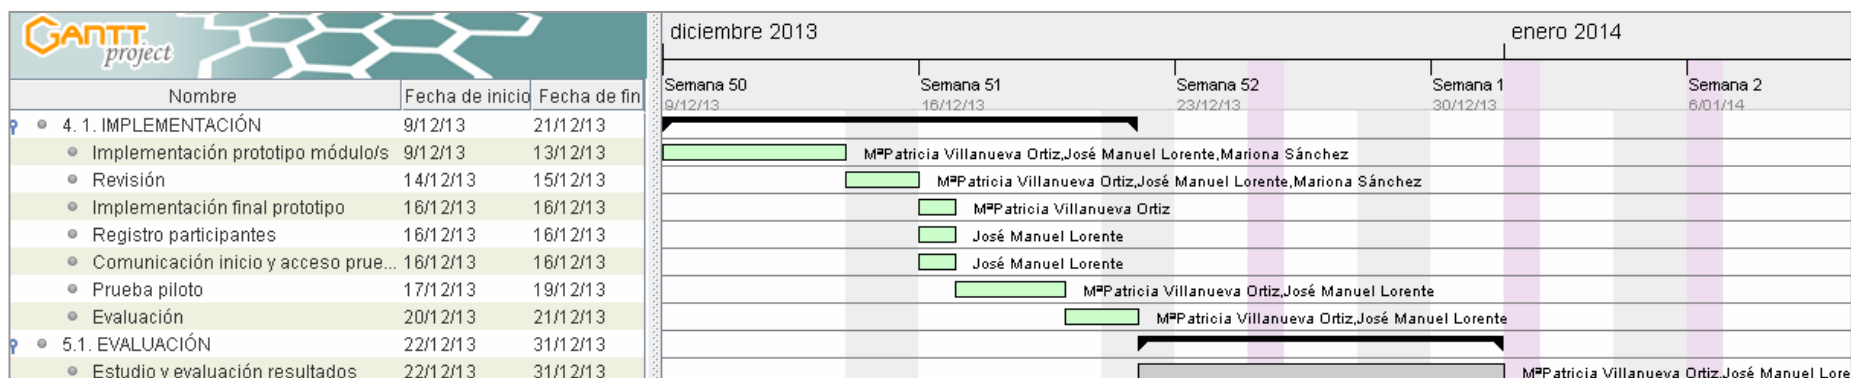 GANTT project
diciembre 2013 enero 2014
Semana 50 Semana 51 Semana 52 Semana 1 Semana 2
Nombre Fecha de inicio Fecha de fin 9/12/13 16/12/13 23/12/13 30/12/13 6/01/14
4. 1. IMPLEMENTACIÓN 9/12/13 21/12/13
Implementación prototipo módulo/s 9/12/13 13/12/13 MªPatricia Villanueva Ortiz,José Manuel Lorente,Mariona Sánchez
Revisión 14/12/13 15/12/13 MªPatricia Villanueva Ortiz,José Manuel Lorente,Mariona Sánchez
Implementación final prototipo 16/12/13 16/12/13 MªPatricia Villanueva Ortiz
Registro participantes 16/12/13 16/12/13 José Manuel Lorente
Comunicación inicio y acceso prue... 16/12/13 16/12/13 José Manuel Lorente
Prueba piloto 17/12/13 19/12/13 MªPatricia Villanueva Ortiz,José Manuel Lorente
Evaluación 20/12/13 21/12/13 MªPatricia Villanueva Ortiz,José Manuel Lorente
5.1. EVALUACIÓN 22/12/13 31/12/13
Estudio y evaluación resultados 22/12/13 31/12/13 MªPatricia Villanueva Ortiz,José Manuel Lore